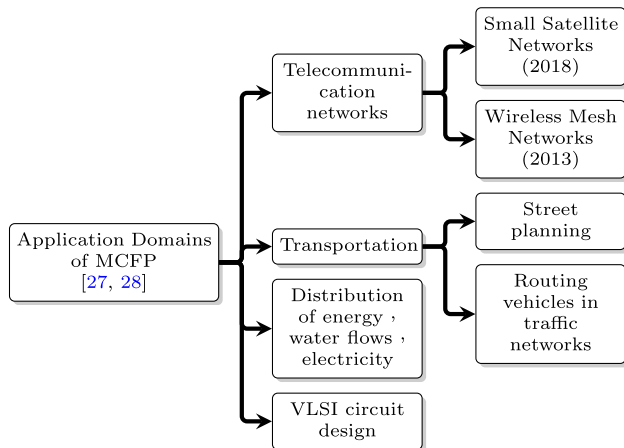 Small Satellite
Networks
(2018)
Telecommuni-
cation
networks
Wireless Mesh
Networks
(2013)
Street
planning
Application Domains
of MCFP
[27, 28]
Transportation
Routing
vehicles in
traffic
networks
Distribution
of energy ,
water flows ,
electricity
VLSI circuit
design